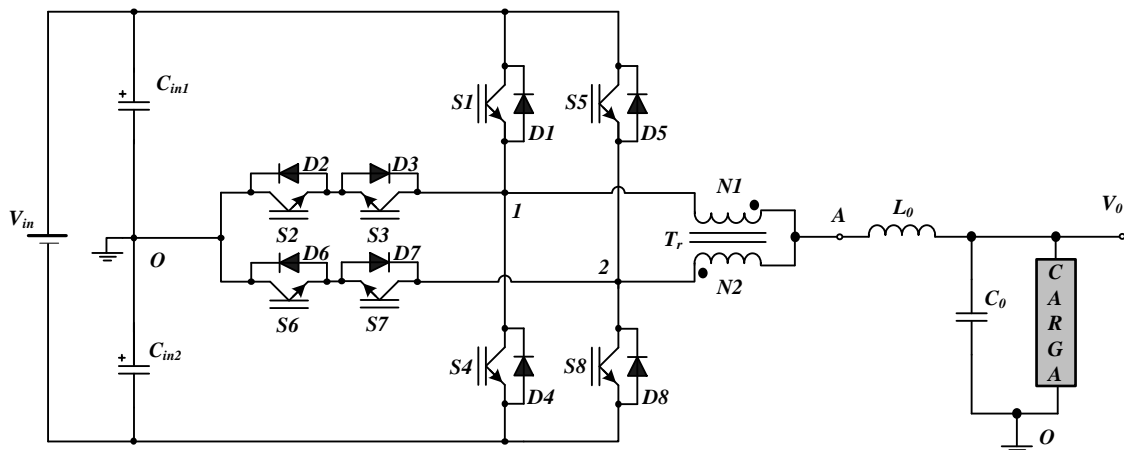 C_in1
S1
D1
S5
D5
D2
D3
N1
A
L_0
V_0
V_in
S2
S3
1
T_r
O
D6
D7
2
N2
S6
S7
C_0
C
A
R
G
A
C_in2
S4
D4
S8
D8
O